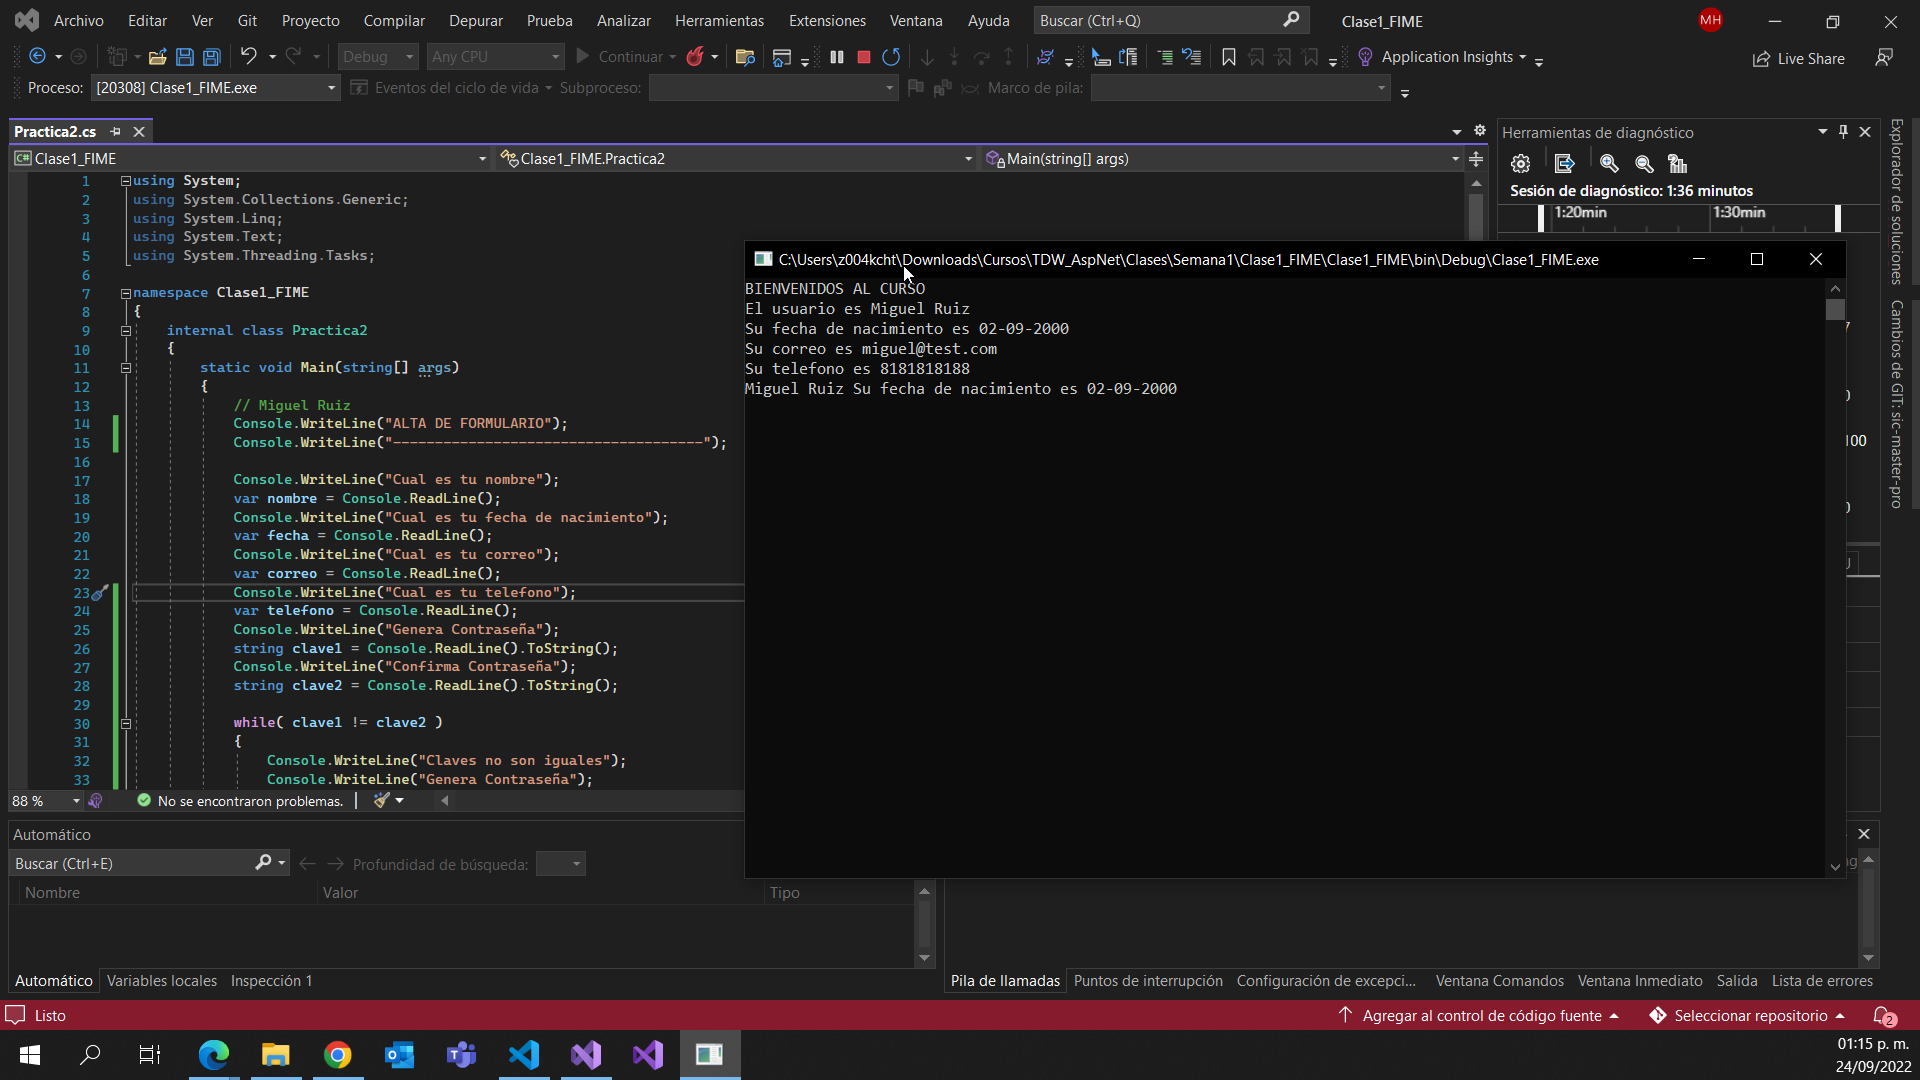 Archivo Editar Ver Git Proyecto Compilar Depurar Prueba Analizar Herramientas Extensiones Ventana Ayuda Buscar (Ctrl+Q) Clase1_FIME MH
Debug Any CPU Continuar Application Insights Live Share
Proceso: [20308] Clase1_FIME.exe Eventos del ciclo de vida Subproceso: Marco de pila:
Practica2.cs
C# Clase1_FIME Clase1_FIME.Practica2 Main(string[] args)
1 using System;
2 using System.Collections.Generic;
3 using System.Linq;
4 using System.Text;
5 using System.Threading.Tasks;
6
7 namespace Clase1_FIME
8 {
9 internal class Practica2
10 {
11 static void Main(string[] args)
12 {
13 // Miguel Ruiz
14 Console.WriteLine("ALTA DE FORMULARIO");
15 Console.WriteLine("-------------------------------------");
16
17 Console.WriteLine("Cual es tu nombre");
18 var nombre = Console.ReadLine();
19 Console.WriteLine("Cual es tu fecha de nacimiento");
20 var fecha = Console.ReadLine();
21 Console.WriteLine("Cual es tu correo");
22 var correo = Console.ReadLine();
23 Console.WriteLine("Cual es tu telefono");
24 var telefono = Console.ReadLine();
25 Console.WriteLine("Genera Contraseña");
26 string clave1 = Console.ReadLine().ToString();
27 Console.WriteLine("Confirma Contraseña");
28 string clave2 = Console.ReadLine().ToString();
29
30 while( clave1 != clave2 )
31 {
32 Console.WriteLine("Claves no son iguales");
33 Console.WriteLine("Genera Contraseña");
88 % No se encontraron problemas.
C:\Users\z004kcht\Downloads\Cursos\TDW_AspNet\Clases\Semana1\Clase1_FIME\Clase1_FIME\bin\Debug\Clase1_FIME.exe
BIENVENIDOS AL CURSO
El usuario es Miguel Ruiz
Su fecha de nacimiento es 02-09-2000
Su correo es miguel@test.com
Su telefono es 8181818188
Miguel Ruiz Su fecha de nacimiento es 02-09-2000
Herramientas de diagnóstico
Sesión de diagnóstico: 1:36 minutos
1:20min 1:30min
100
Explorador de soluciones
Cambios de GIT: sic-master-pro
Automático
Buscar (Ctrl+E) Profundidad de búsqueda:
Nombre Valor Tipo
Automático Variables locales Inspección 1
Pila de llamadas Puntos de interrupción Configuración de excepci... Ventana Comandos Ventana Inmediato Salida Lista de errores
Listo Agregar al control de código fuente Seleccionar repositorio 2
01:15 p. m.
24/09/2022